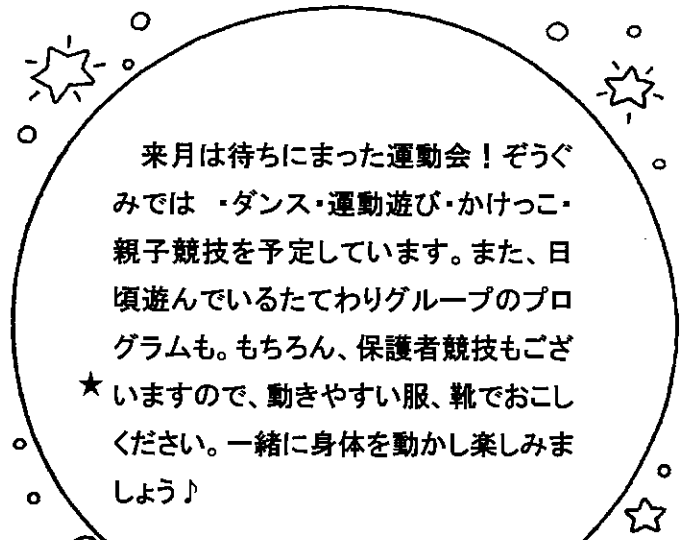 来月は待ちにまった運動会！ぞうぐ
みでは　・ダンス・運動遊び・かけっこ・
親子競技を予定しています。また、日
頃遊んでいるたてわりグループのプロ
グラムも。もちろん、保護者競技もござ
★いますので、動きやすい服、靴でおこし
ください。一緒に身体を動かし楽しみま
しょう♪